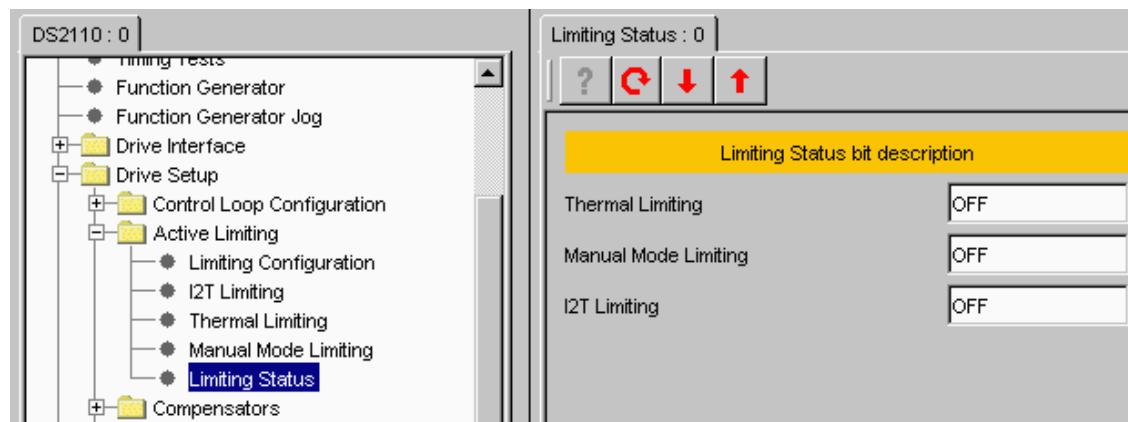 DS2110 : 0
Timing Tests
Function Generator
Function Generator Jog
Drive Interface
Drive Setup
Control Loop Configuration
Active Limiting
Limiting Configuration
I2T Limiting
Thermal Limiting
Manual Mode Limiting
Limiting Status
Compensators
Limiting Status : 0
?
Limiting Status bit description
Thermal Limiting OFF
Manual Mode Limiting OFF
I2T Limiting OFF